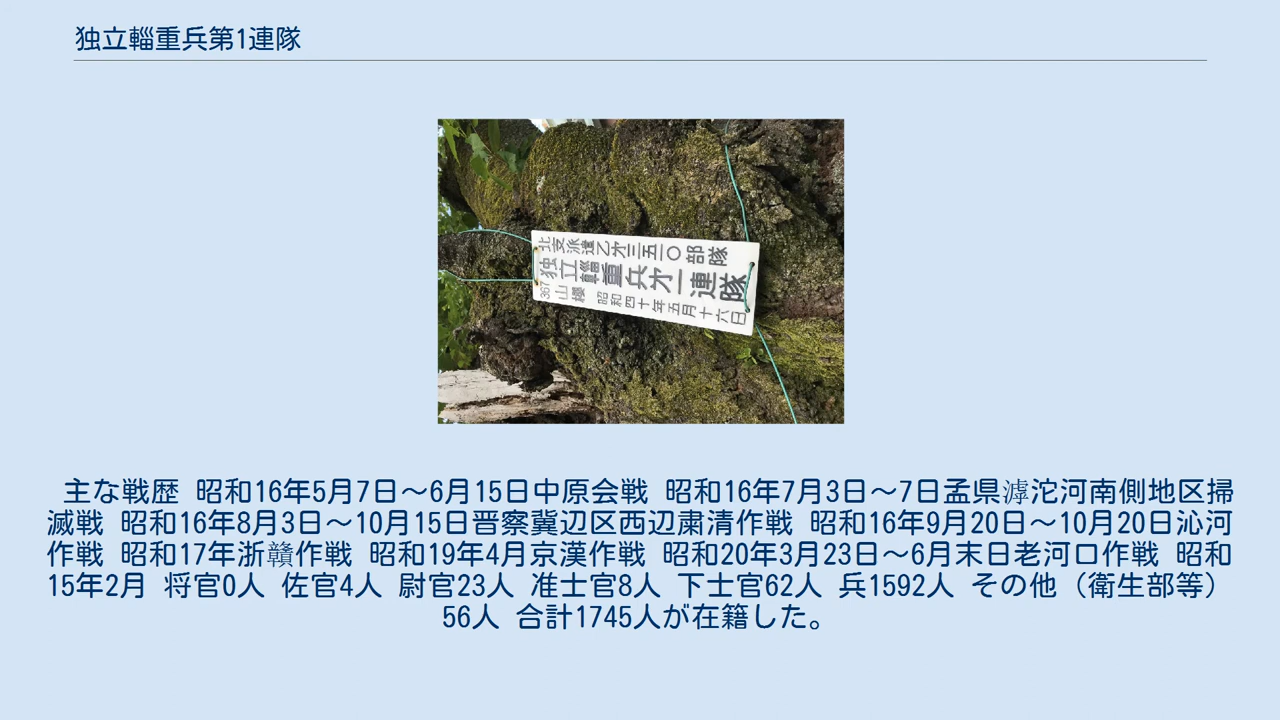 独立輜重兵第1連隊
北支派遣乙才三五一〇部隊
独立輜重兵才一連隊
367 山櫻 昭和四十年五月十六日
主な戦歴 昭和16年5月7日～6月15日中原会戦 昭和16年7月3日～7日孟県滹沱河南側地区掃
滅戦 昭和16年8月3日～10月15日晋察冀辺区西辺粛清作戦 昭和16年9月20日～10月20日沁河
作戦 昭和17年浙贛作戦 昭和19年4月京漢作戦 昭和20年3月23日～6月末日老河口作戦 昭和
15年2月 将官0人 佐官4人 尉官23人 准士官8人 下士官62人 兵1592人 その他（衛生部等）
56人 合計1745人が在籍した。